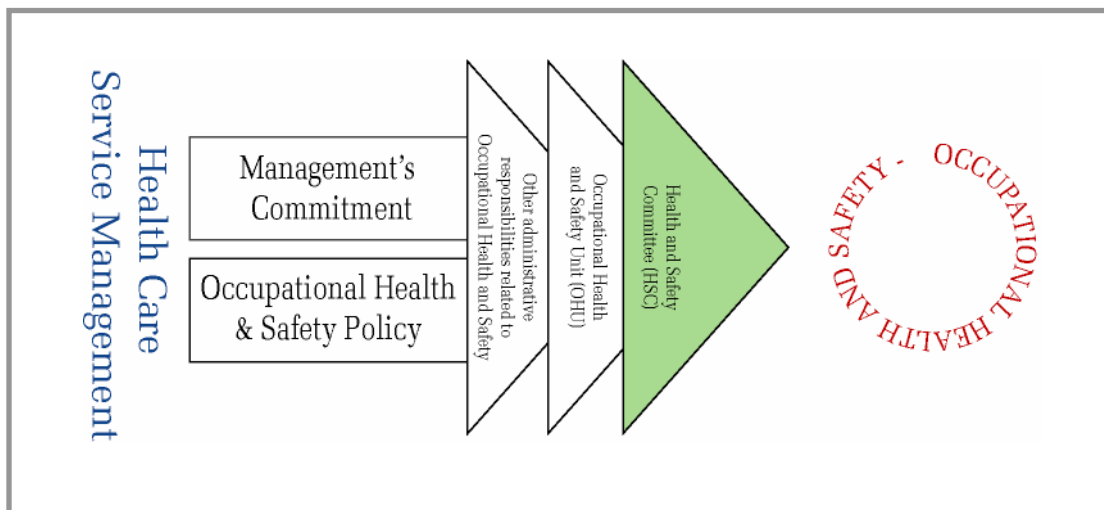 Health Care
Service Management
Management's
Commitment
Occupational Health
& Safety Policy
Other administrative
responsibilities related to
Occupational Health and Safety
Occupational Health
and Safety Unit (OHU)
Health and Safety
Committee (HSC)
OCCUPATIONAL HEALTH AND SAFETY -